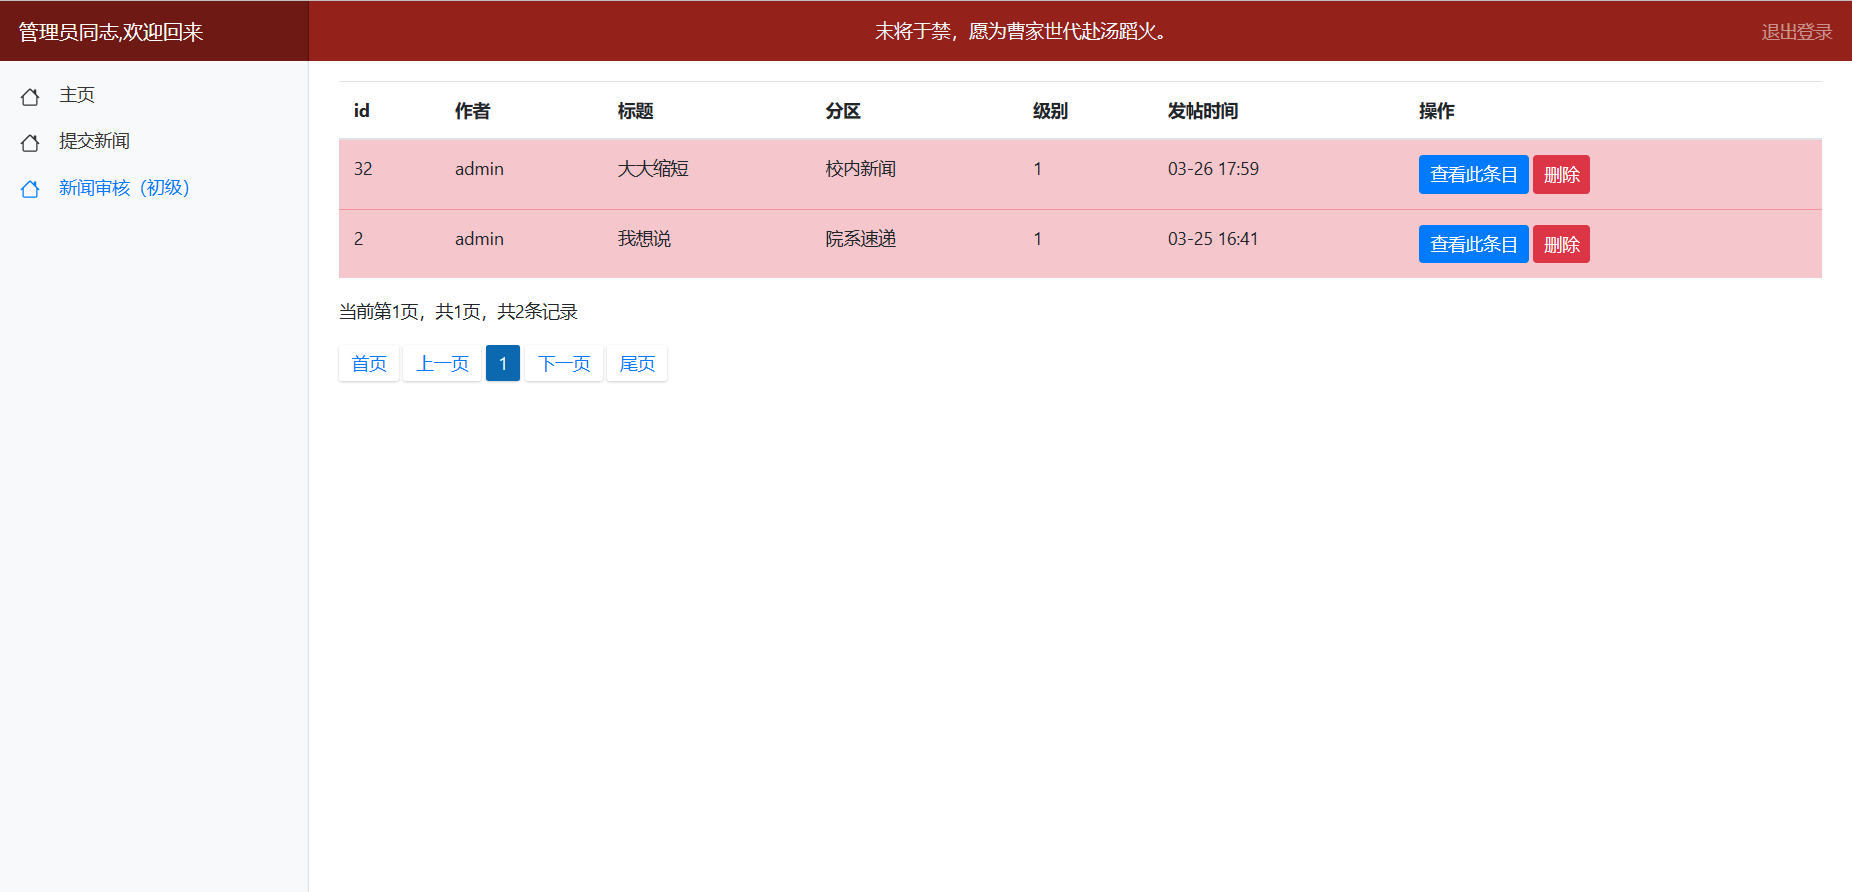 管理员同志,欢迎回来
末将于禁，愿为曹家世代赴汤蹈火。
退出登录
主页
提交新闻
新闻审核（初级）
id 作者 标题 分区 级别 发帖时间 操作
32 admin 大大缩短 校内新闻 1 03-26 17:59 查看此条目 删除
2 admin 我想说 院系速递 1 03-25 16:41 查看此条目 删除
当前第1页，共1页，共2条记录
首页 上一页 1 下一页 尾页